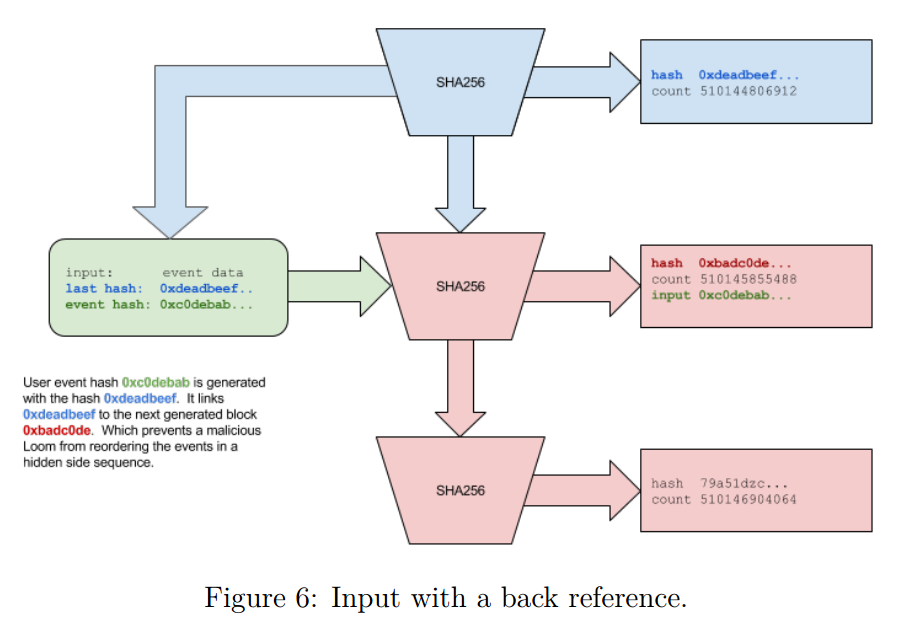 SHA256
hash 0xdeadbeef...
count 510144806912
input: event data
last hash: 0xdeadbeef..
event hash: 0xc0debab...
SHA256
hash 0xbadc0de...
count 510145855488
input 0xc0debab...
User event hash 0xc0debab is generated
with the hash 0xdeadbeef. It links
0xdeadbeef to the next generated block
0xbadc0de. Which prevents a malicious
Loom from reordering the events in a
hidden side sequence.
SHA256
hash 79a51dzc...
count 510146904064
Figure 6: Input with a back reference.